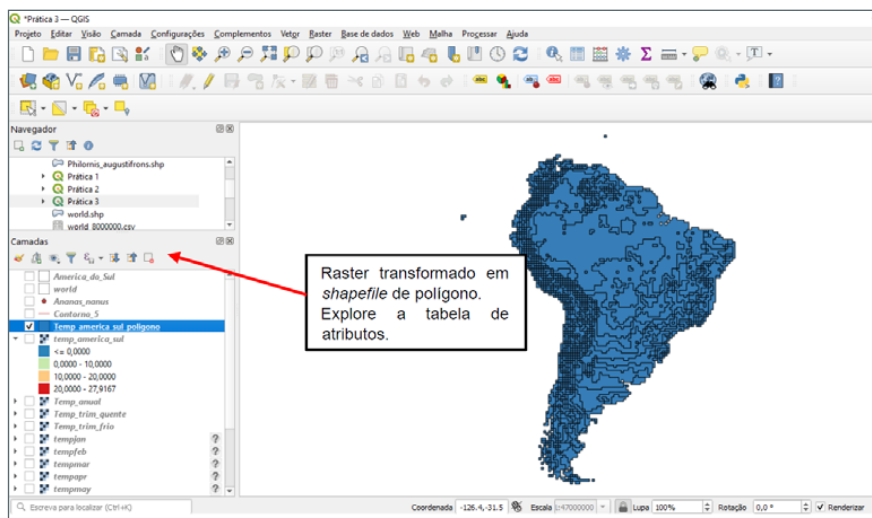 *Prática 3 — QGIS
Projeto Editar Visão Camada Configurações Complementos Vetor Raster Base de dados Web Malha Processar Ajuda
Navegador
Philornis_augustifrons.shp
Prática 1
Prática 2
Prática 3
world.shp
world_8000000.csv
Camadas
America_do_Sul
world
Ananas_nanus
Contorno_S
Temp_america_sul_poligono
temp_america_sul
<= 0,0000
0,0000 - 10,0000
10,0000 - 20,0000
20,0000 - 27,9167
Temp_anual
Temp_trim_quente
Temp_trim_frio
tempjan
tempfeb
tempmar
tempapr
tempmay
Raster transformado em
shapefile de polígono.
Explore a tabela de
atributos.
Escreva para localizar (Ctrl+K)
Coordenada -126.4,-31.5 Escala 1:47000000 Lupa 100% Rotação 0,0 ° Renderizar